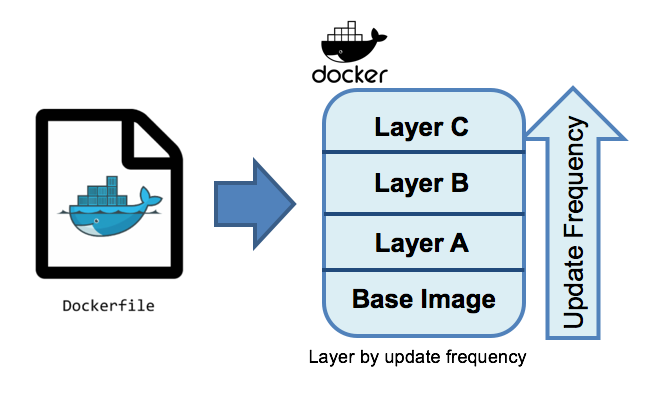 docker
Layer C
Layer B
Layer A
Base Image
Update Frequency
Dockerfile
Layer by update frequency